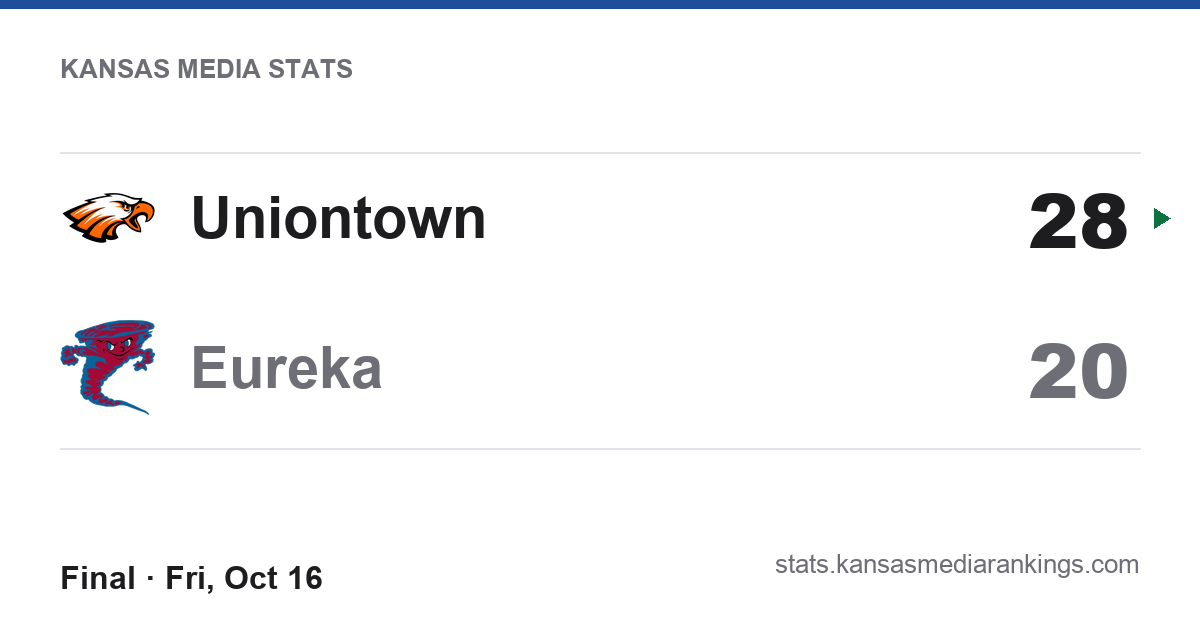 KANSAS MEDIA STATS
Uniontown 28
Eureka 20
Final · Fri, Oct 16
stats.kansasmediarankings.com